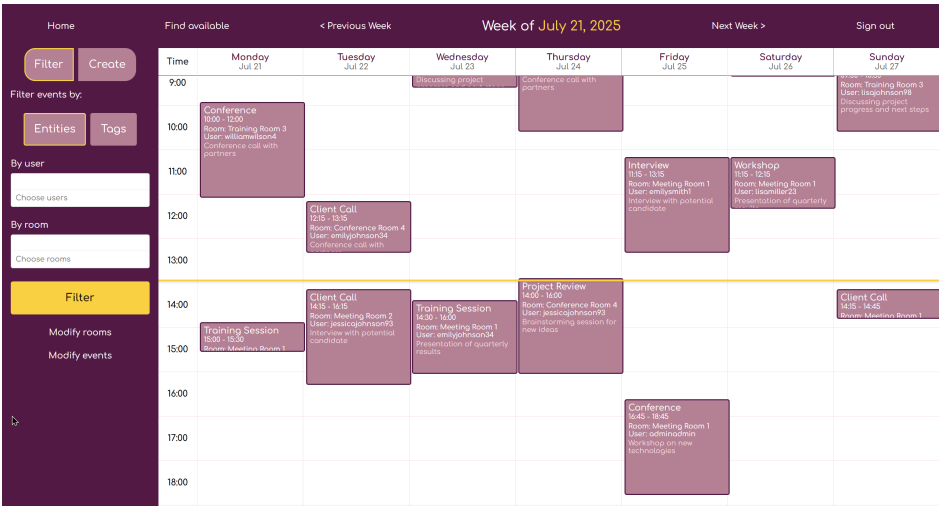 Home
Find available
< Previous Week
Week of July 21, 2025
Next Week >
Sign out
Filter
Create
Filter events by:
Entities
Tags
By user
Choose users
By room
Choose rooms
Filter
Modify rooms
Modify events
Time
Monday
Jul 21
Tuesday
Jul 22
Wednesday
Jul 23
Thursday
Jul 24
Friday
Jul 25
Saturday
Jul 26
Sunday
Jul 27
9:00
10:00
11:00
12:00
13:00
14:00
15:00
16:00
17:00
18:00
Conference
10:00 - 12:00
Room: Training Room 3
User: williamwilson4
Conference call with
partners
Training Session
15:00 - 15:30
Room: Meeting Room 1
Client Call
12:15 - 13:15
Room: Conference Room 4
User: emilyjohnson34
Conference call with
Client Call
14:15 - 16:15
Room: Meeting Room 2
User: jessicajohnson93
Interview with potential
candidate
Discussing project
Training Session
14:30 - 16:00
Room: Meeting Room 1
User: emilyjohnson34
Presentation of quarterly
results
Conference call with
partners
Project Review
14:00 - 16:00
Room: Conference Room 4
User: jessicajohnson93
Brainstorming session for
new ideas
Interview
11:15 - 13:15
Room: Meeting Room 1
User: emilysmith1
Interview with potential
candidate
Conference
16:45 - 18:45
Room: Meeting Room 1
User: adminadmin
Workshop on new
technologies
Workshop
11:15 - 12:15
Room: Meeting Room 1
User: lisamiller23
Presentation of quarterly
Room: Training Room 3
User: lisajohnson98
Discussing project
progress and next steps
Client Call
14:15 - 14:45
Room: Meeting Room 1